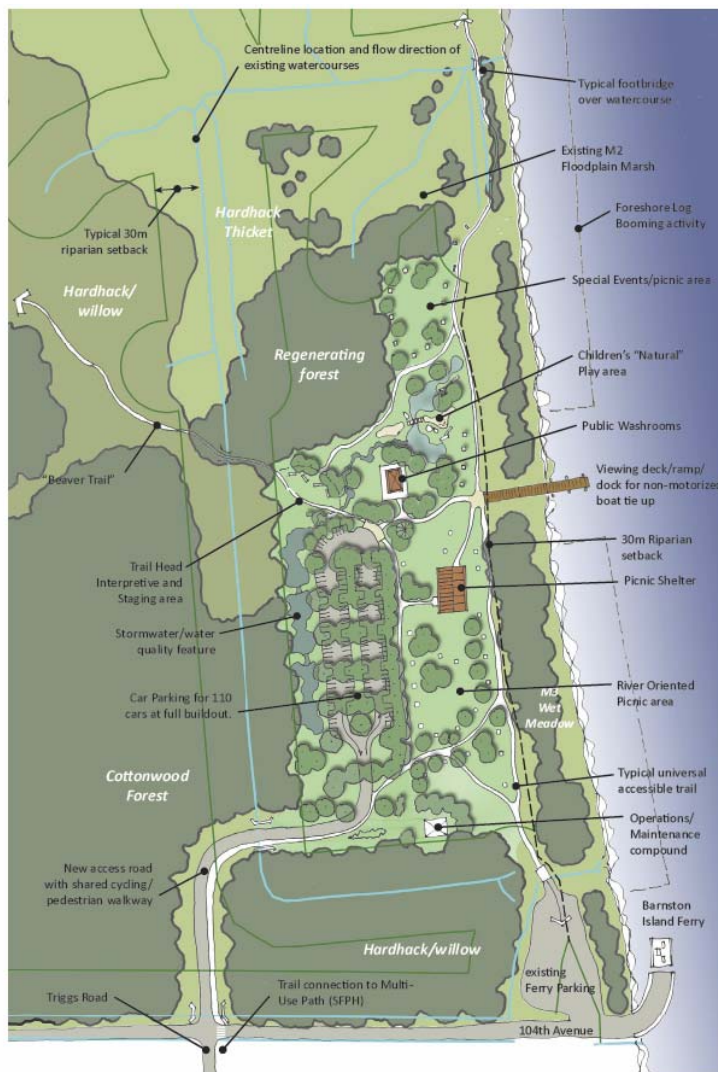 Centreline location and flow direction of
existing watercourses
Typical footbridge
over watercourse
Existing M2
Floodplain Marsh
Typical 30m
riparian setback
Hardhack
Thicket
Foreshore Log
Booming activity
Hardhack/
willow
Special Events/picnic area
Regenerating
forest
Children's "Natural"
Play area
Public Washrooms
"Beaver Trail"
Viewing deck/ramp/
dock for non-motorized
boat tie up
30m Riparian
setback
Trail Head
Interpretive and
Staging area
Picnic Shelter
Stormwater/water
quality feature
Car Parking for 110
cars at full buildout.
River Oriented
Picnic area
M3
Wet
Meadow
Cottonwood
Forest
Typical universal
accessible trail
Operations/
Maintenance
compound
New access road
with shared cycling/
pedestrian walkway
Barnston
Island Ferry
Hardhack/willow
existing
Ferry Parking
Triggs Road
Trail connection to Multi-
Use Path (SFPH)
104th Avenue